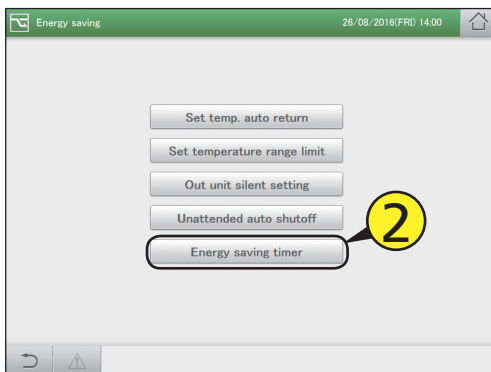 Energy saving 26/08/2016(FRI) 14:00
Set temp. auto return
Set temperature range limit
Out unit silent setting
Unattended auto shutoff
2
Energy saving timer